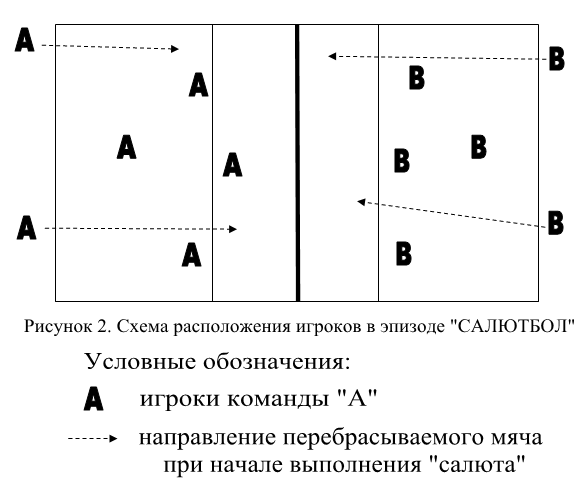 А
В
А
В
А
В
А
В
А
В
А
В
Рисунок 2. Схема расположения игроков в эпизоде "САЛЮТБОЛ"
Условные обозначения:
А игроки команды "А"
направление перебрасываемого мяча
при начале выполнения "салюта"